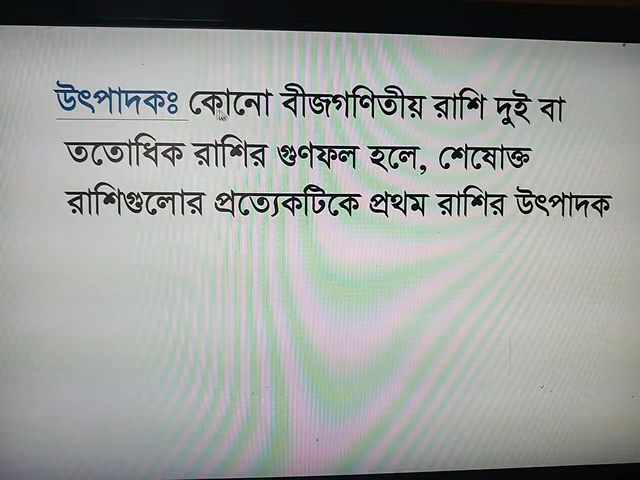 উৎপাদকঃ কোনো বীজগণিতীয় রাশি দুই বা
ততোধিক রাশির গুণফল হলে, শেষোক্ত
রাশিগুলোর প্রত্যেকটিকে প্রথম রাশির উৎপাদক